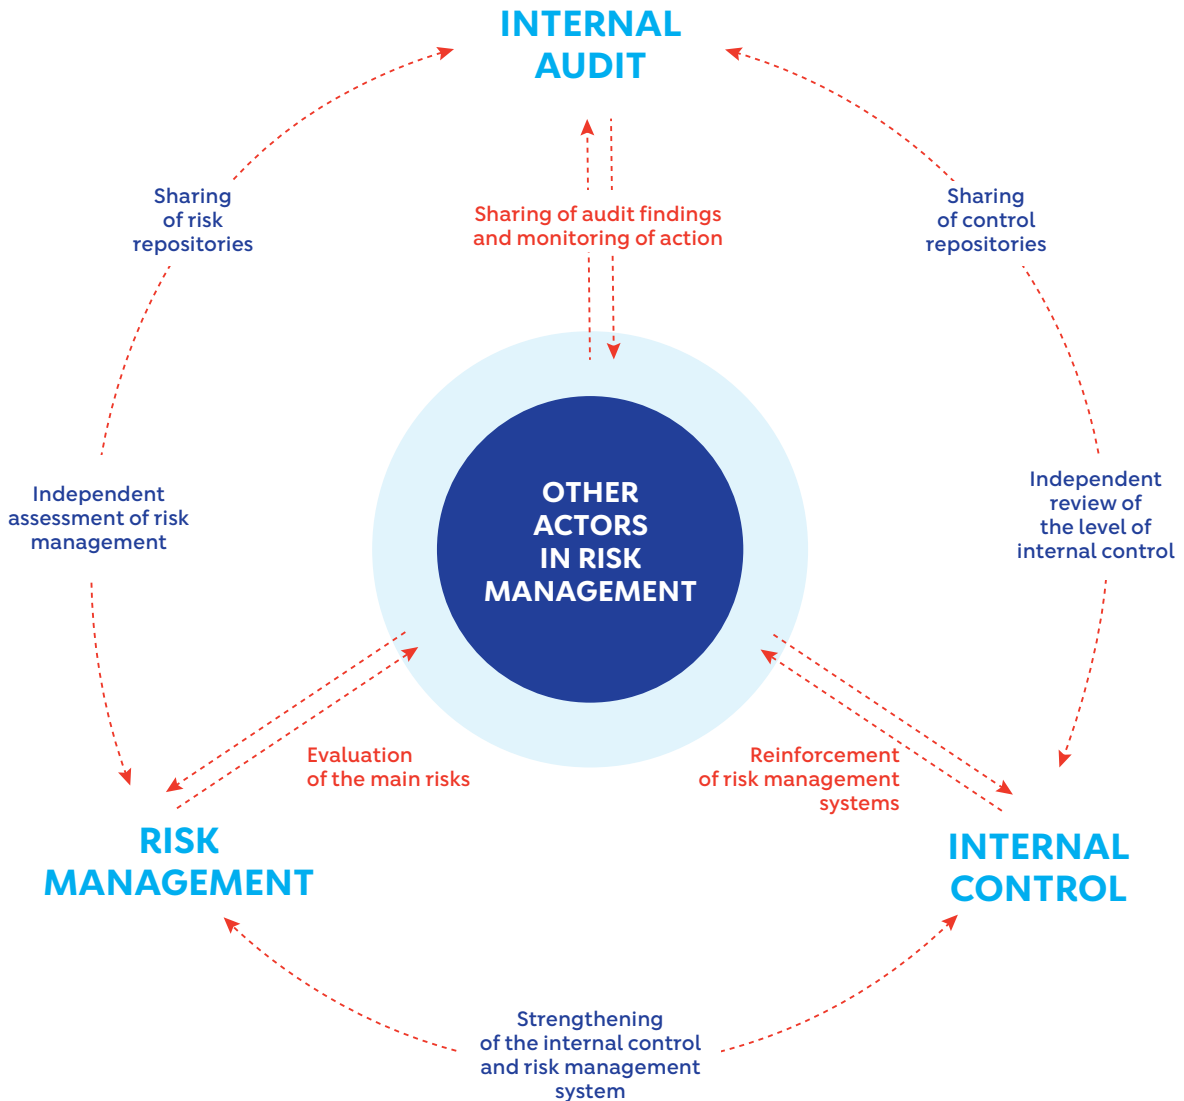 INTERNAL
AUDIT
Sharing
of risk
repositories
Sharing of audit findings
and monitoring of action
Sharing
of control
repositories
Independent
assessment of risk
management
OTHER
ACTORS
IN RISK
MANAGEMENT
Independent
review of
the level of
internal control
Evaluation
of the main risks
Reinforcement
of risk management
systems
RISK
MANAGEMENT
INTERNAL
CONTROL
Strengthening
of the internal control
and risk management
system